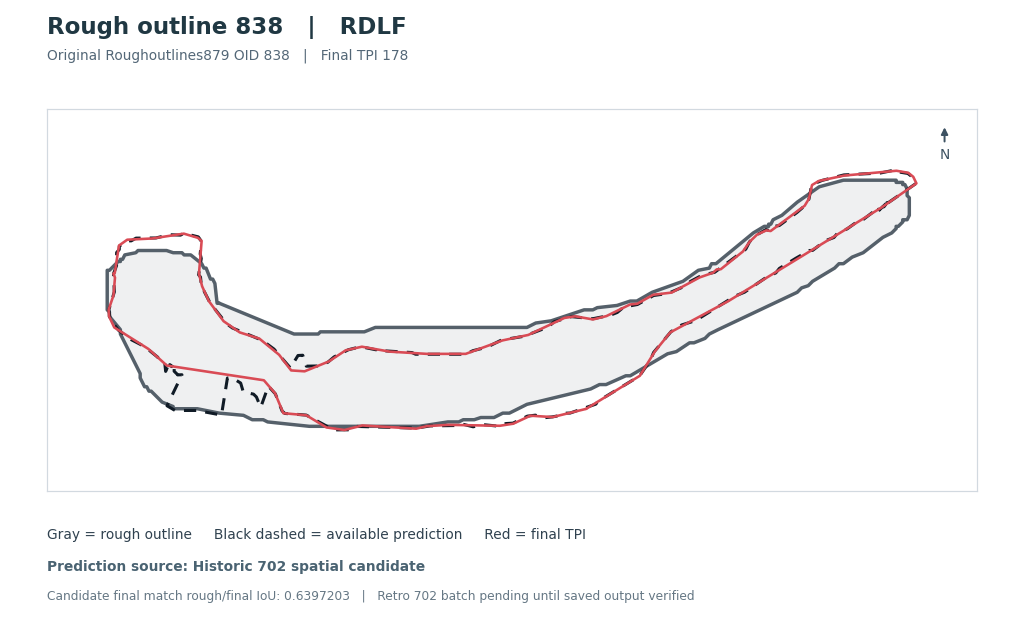 Rough outline 838   |   RDLF
Original Roughoutlines879 OID 838   |   Final TPI 178
N
Gray = rough outline     Black dashed = available prediction     Red = final TPI
Prediction source: Historic 702 spatial candidate
Candidate final match rough/final IoU: 0.6397203   |   Retro 702 batch pending until saved output verified